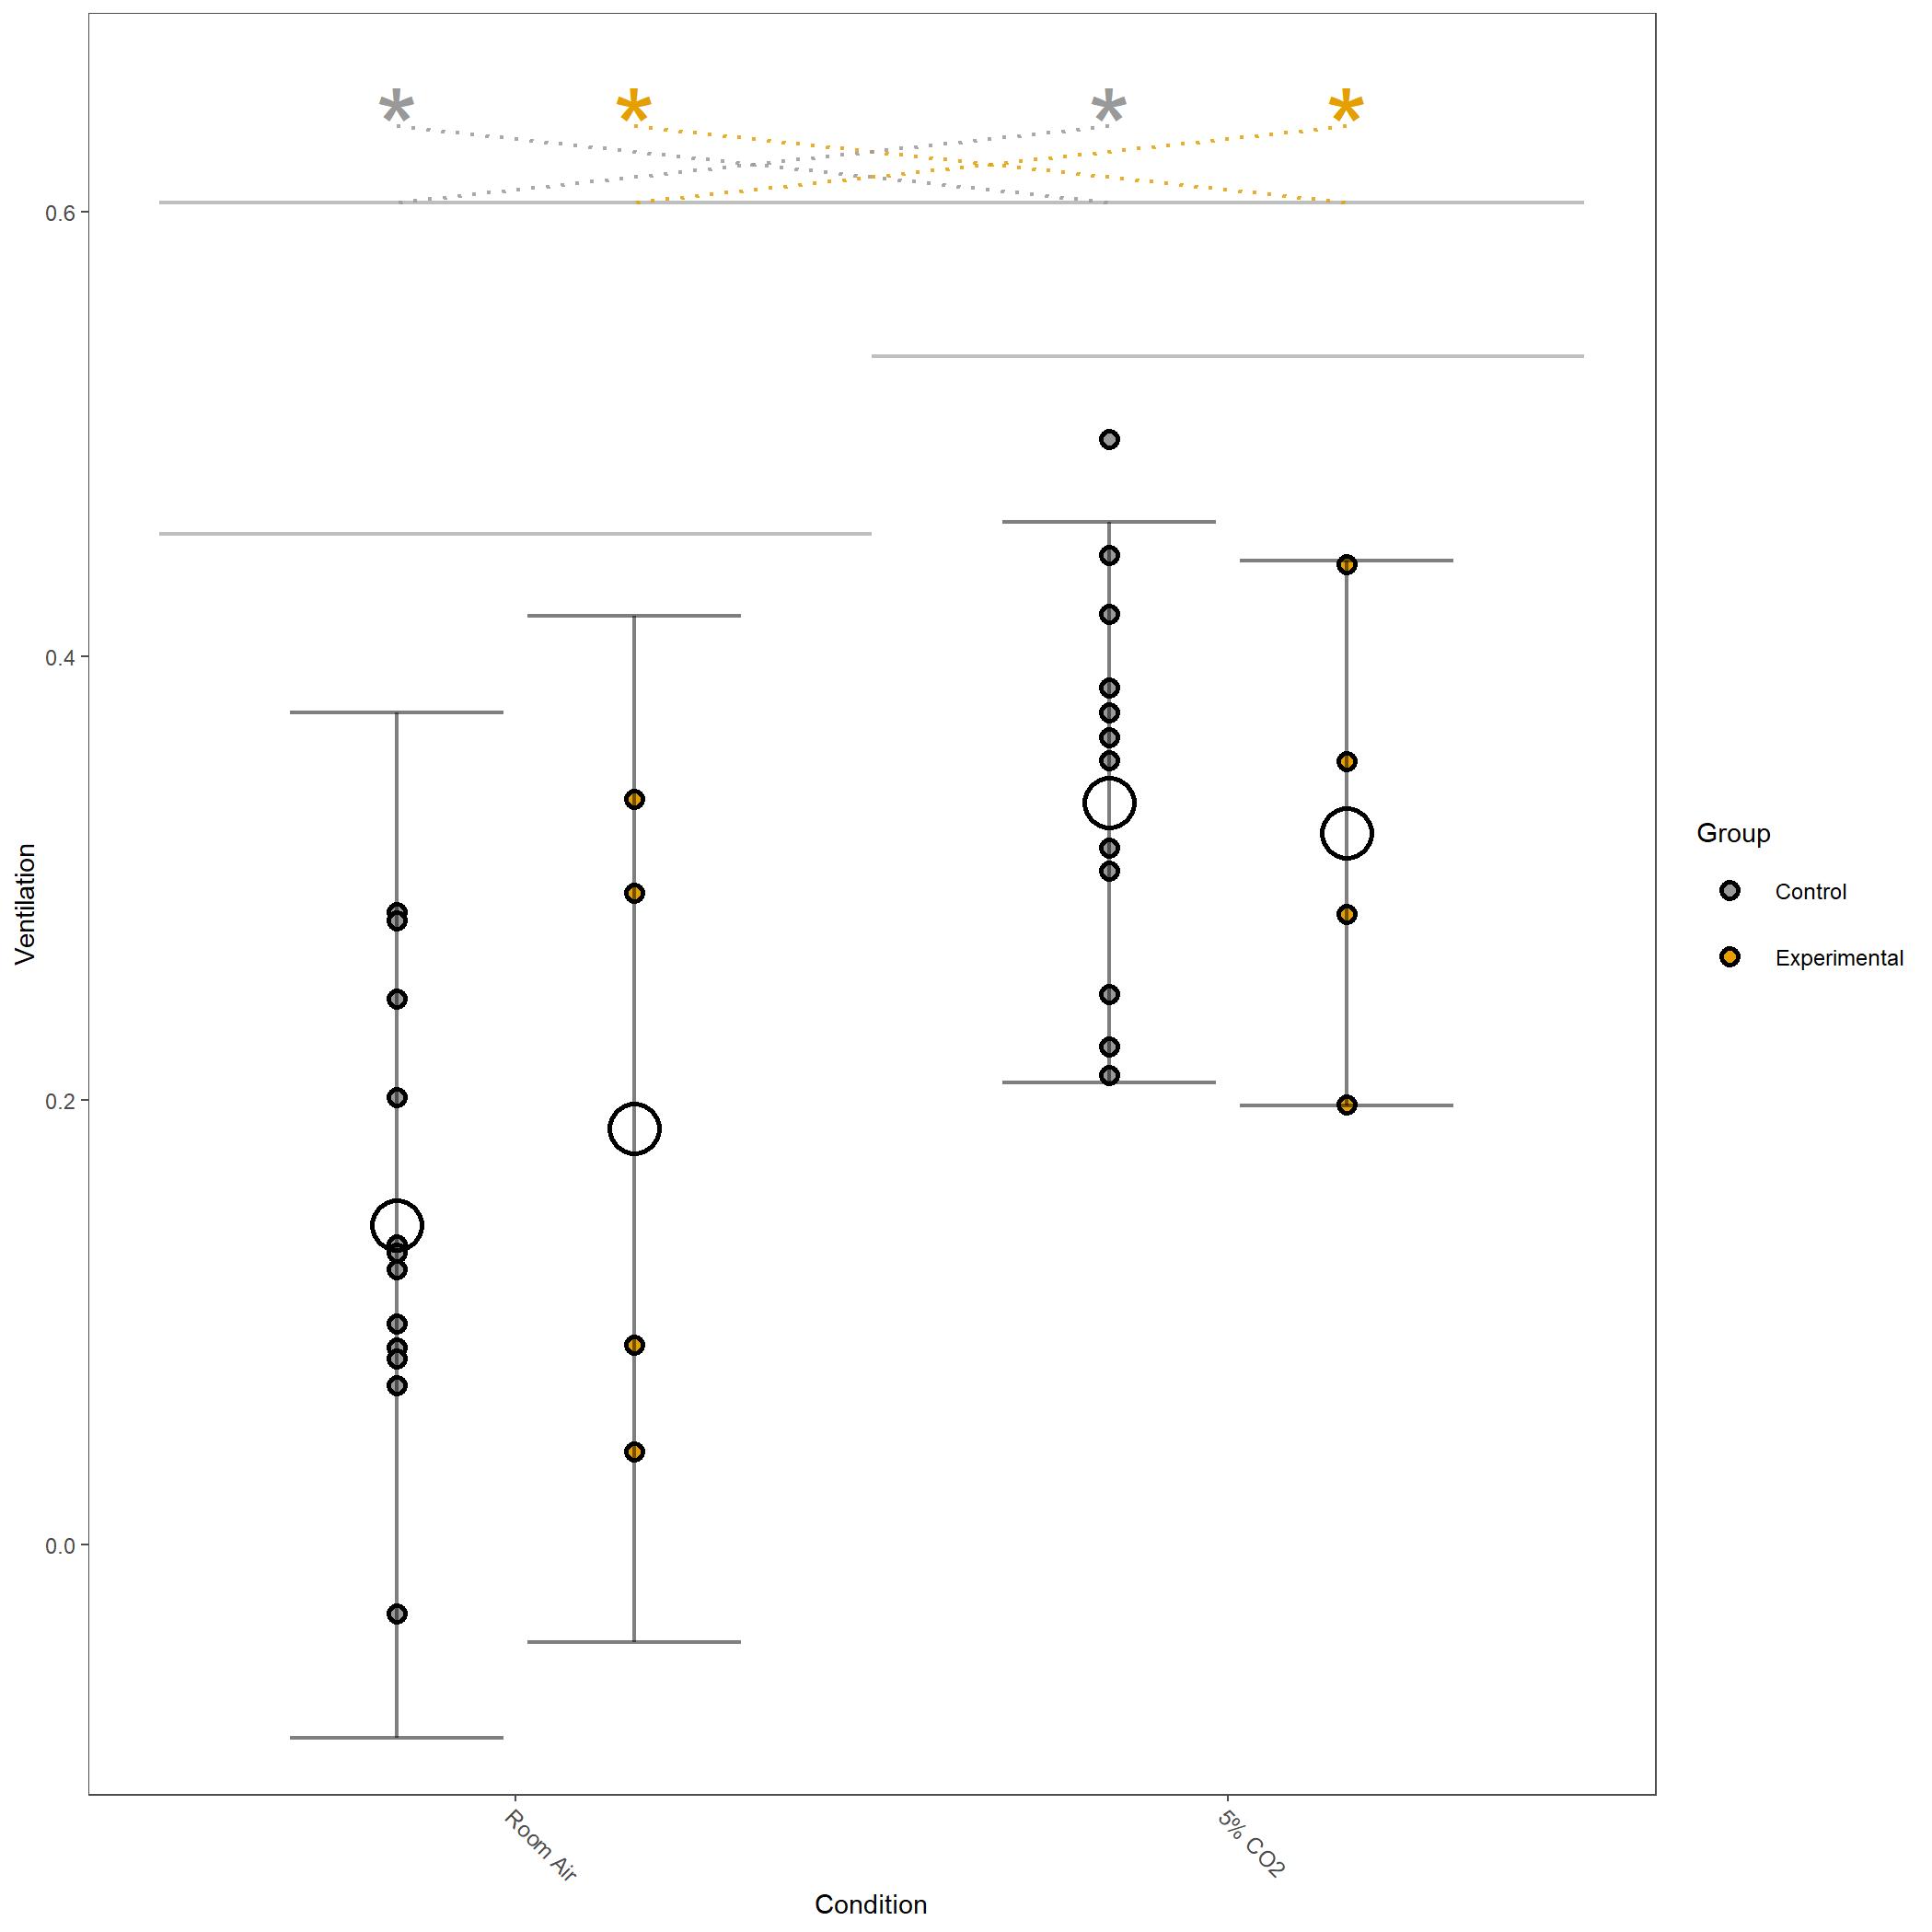 *
*
*
*
0.6
0.4
0.2
0.0
Ventilation
Room Air
5% CO2
Condition
Group
Control
Experimental